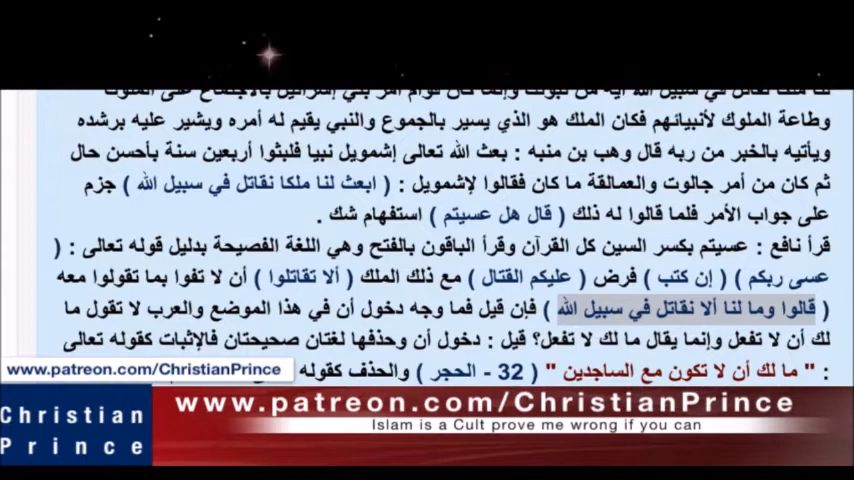 وطاعة الملوك لأنبيائهم فكان الملك هو الذي يسير بالجموع والنبي يقيم له أمره ويشير عليه برشده
ويأتيه بالخبر من ربه قال وهب بن منبه : بعث الله تعالى إشمويل نبيا فلبثوا أربعين سنة بأحسن حال
ثم كان من أمر جالوت والعمالقة ما كان فقالوا لإشمويل : ( ابعث لنا ملكا نقاتل في سبيل الله ) جزم
على جواب الأمر فلما قالوا له ذلك ( قال هل عسيتم ) استفهام شك .
قرأ نافع : عسيتم بكسر السين كل القرآن وقرأ الباقون بالفتح وهي اللغة الفصيحة بدليل قوله تعالى : (
عسى ربكم ) ( إن كتب ) فرض ( عليكم القتال ) مع ذلك الملك ( ألا تقاتلوا ) أن لا تفوا بما تقولوا معه
( قالوا وما لنا ألا نقاتل في سبيل الله ) فإن قيل فما وجه دخول أن في هذا الموضع والعرب لا تقول ما
لك أن لا تفعل وإنما يقال ما لك لا تفعل؟ قيل : دخول أن وحذفها لغتان صحيحتان فالإثبات كقوله تعالى
: " ما لك أن لا تكون مع الساجدين " ( 32 - الحجر ) والحذف كقوله
www.patreon.com/ChristianPrince
Christian
Prince
www.patreon.com/ChristianPrince
Islam is a Cult prove me wrong if you can